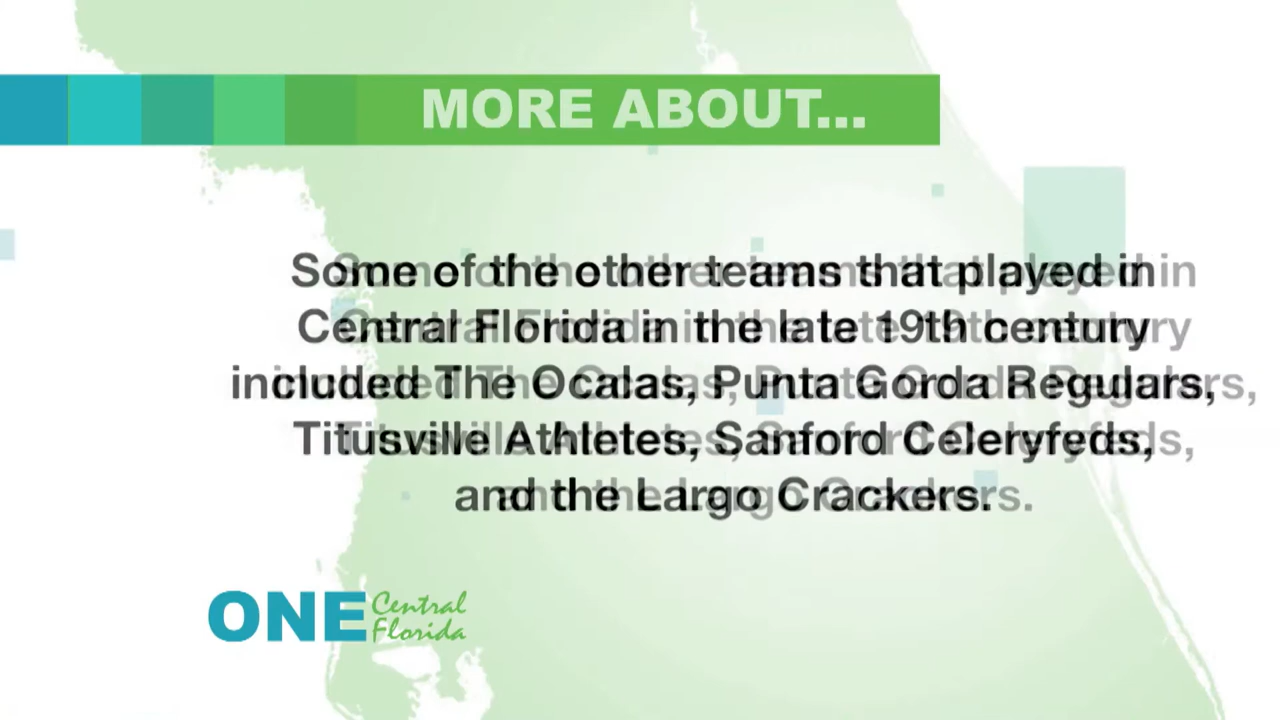 MORE ABOUT...
Some of the other teams that played in
Central Florida in the late 19th century
included The Ocalas, Punta Gorda Regulars,
Titusville Athletes, Sanford Celeryfeds,
and the Largo Crackers.
ONE Central
Florida